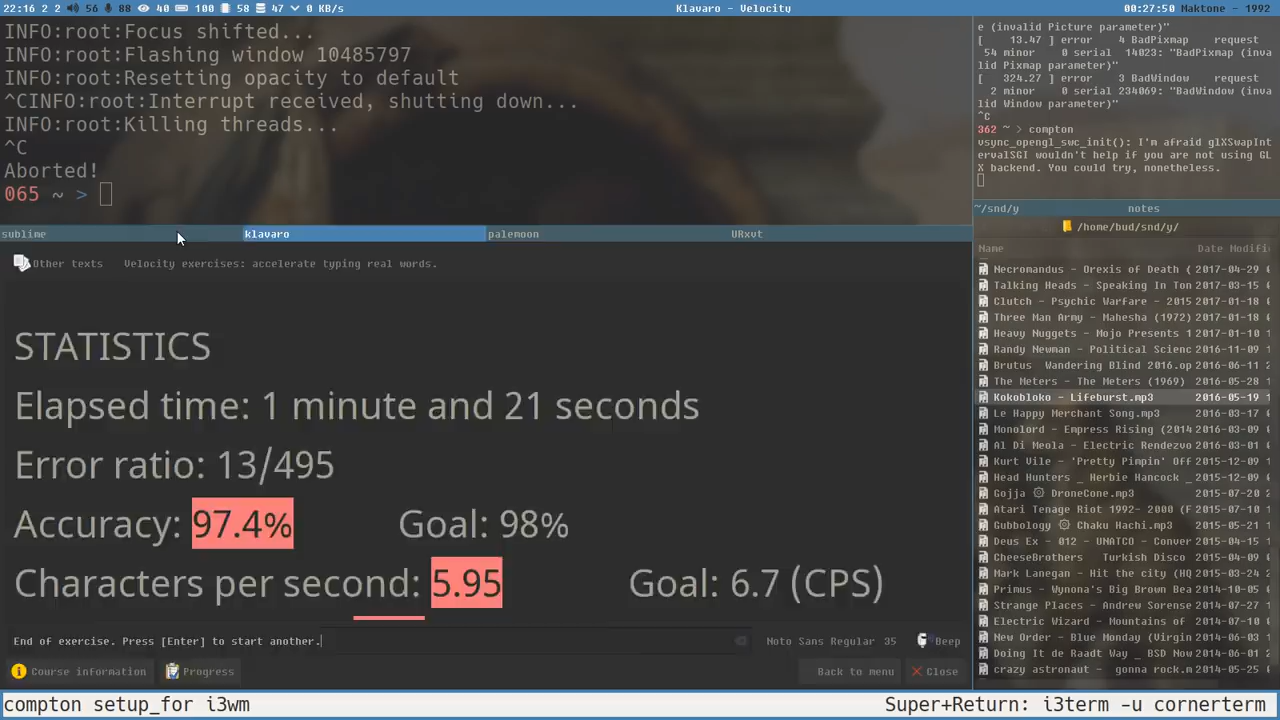 22:16 2 2 56 88 40 100 58 47 0 KB/s
Klavaro - Velocity
00:27:50 Naktone - 1992
INFO:root:Focus shifted...
INFO:root:Flashing window 10485797
INFO:root:Resetting opacity to default
^CINFO:root:Interrupt received, shutting down...
INFO:root:Killing threads...
^C
Aborted!
065 ~ >
e (invalid Picture parameter)"
[ 13.47 ] error 4 BadPixmap request
54 minor 0 serial 14023: "BadPixmap (inva
lid Pixmap parameter)"
[ 324.27 ] error 3 BadWindow request
2 minor 0 serial 234069: "BadWindow (inva
lid Window parameter)"
^C
362 ~ > compton
vsync_opengl_swc_init(): I'm afraid glXSwapInt
ervalSGI wouldn't help if you are not using GL
X backend. You could try, nonetheless.
sublime klavaro palemoon URxvt
Other texts Velocity exercises: accelerate typing real words.
STATISTICS
Elapsed time: 1 minute and 21 seconds
Error ratio: 13/495
Accuracy: 97.4% Goal: 98%
Characters per second: 5.95 Goal: 6.7 (CPS)
End of exercise. Press [Enter] to start another.
Noto Sans Regular 35 Beep
Course information Progress Back to menu Close
~/snd/y notes
/home/bud/snd/y/
Name Date Modifi
Necromandus - Orexis of Death ( 2017-04-29
Talking Heads - Speaking In Ton 2017-03-15
Clutch - Psychic Warfare - 2015 2017-01-18
Three Man Army - Mahesha (1972) 2017-01-18
Heavy Nuggets - Mojo Presents 1 2017-01-10
Randy Newman - Political Scienc 2016-11-09
Brutus Wandering Blind 2016.op 2016-06-11
The Meters - The Meters (1969) 2016-05-28
Kokobloko - Lifeburst.mp3 2016-05-19
Le Happy Merchant Song.mp3 2016-03-17
Monolord - Empress Rising (2014 2016-03-09
Al Di Meola - Electric Rendezvo 2016-03-01
Kurt Vile - 'Pretty Pimpin' Off 2015-12-09
Head Hunters _ Herbie Hancock _ 2015-12-09
Gojja ۞ DroneCone.mp3 2015-07-20
Atari Tenage Riot 1992- 2000 (F 2015-07-10
Gubbology ۞ Chaku Hachi.mp3 2015-05-21
Deus Ex - 012 - UNATCO - Conver 2015-04-15
CheeseBrothers Turkish Disco 2015-04-09
Mark Lanegan - Hit the city (HQ 2015-03-24
Primus - Wynona's Big Brown Bea 2014-10-05
Strange Places - Andrew Sorense 2014-07-27
Electric Wizard - Mountains of 2014-07-10
New Order - Blue Monday (Virgin 2014-06-03
Doing It de Raadt Way _ BSD Now 2014-06-01
crazy astronaut - gonna rock.m 2014-05-25
compton setup_for i3wm
Super+Return: i3term -u cornerterm